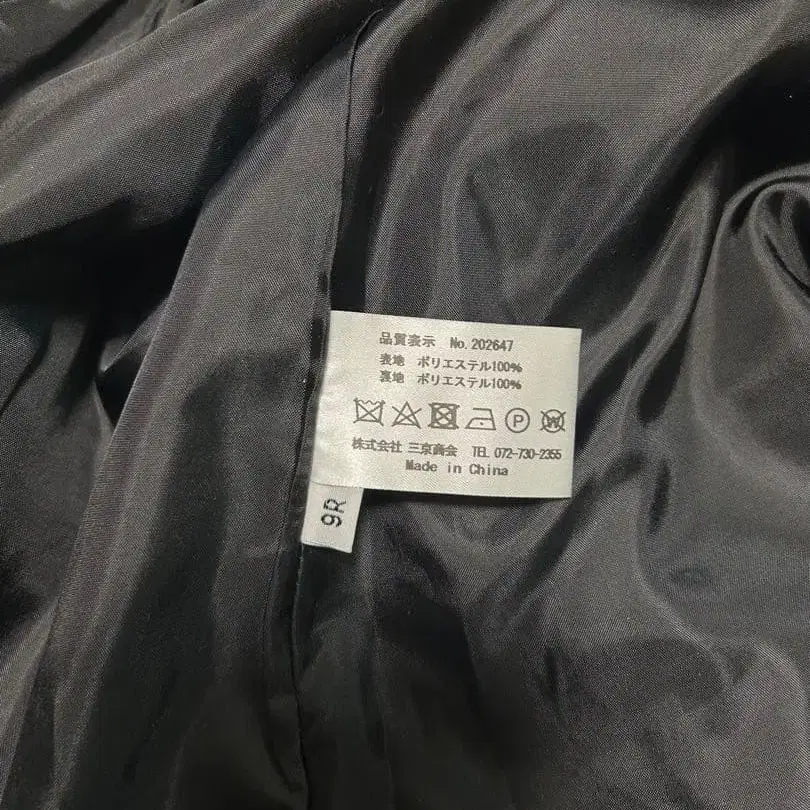 品質表示 No.202647
表地 ポリエステル100%
裏地 ポリエステル100%
P W
株式会社 三京商会 TEL 072-730-2355
Made in China
9R